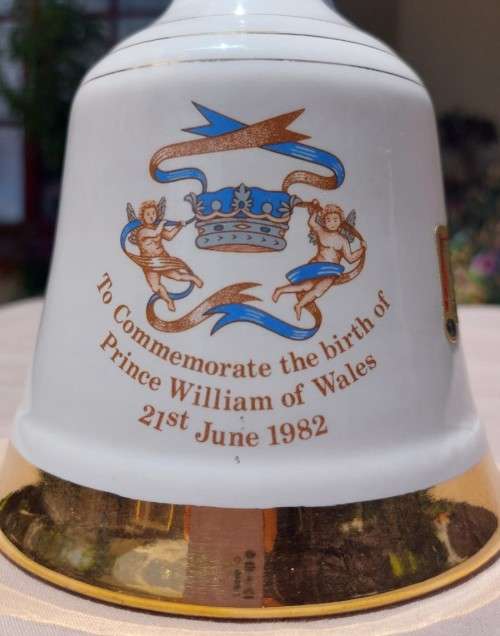 To Commemorate the birth of
Prince William of Wales
21st June 1982